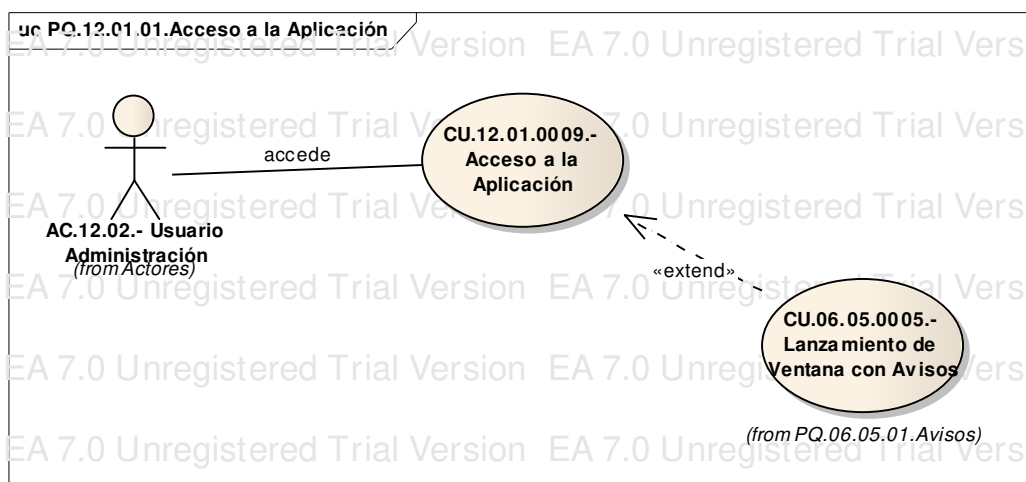 uc PQ.12.01.01.Acceso a la Aplicación
EA 7.0 Unregistered Trial Version EA 7.0 Unregistered Trial Vers
EA 7.0 Unregistered Trial Version EA 7.0 Unregistered Trial Vers
CU.12.01.0009.-
Acceso a la
Aplicación
accede
EA 7.0 Unregistered Trial Version EA 7.0 Unregistered Trial Vers
AC.12.02.- Usuario
Administración
(from Actores)
«extend»
EA 7.0 Unregistered Trial Version EA 7.0 Unregistered Trial Vers
CU.06.05.0005.-
Lanzamiento de
Ventana con Avisos
EA 7.0 Unregistered Trial Version EA 7.0 Unregistered Trial Vers
(from PQ.06.05.01.Avisos)
EA 7.0 Unregistered Trial Version EA 7.0 Unregistered Trial Vers